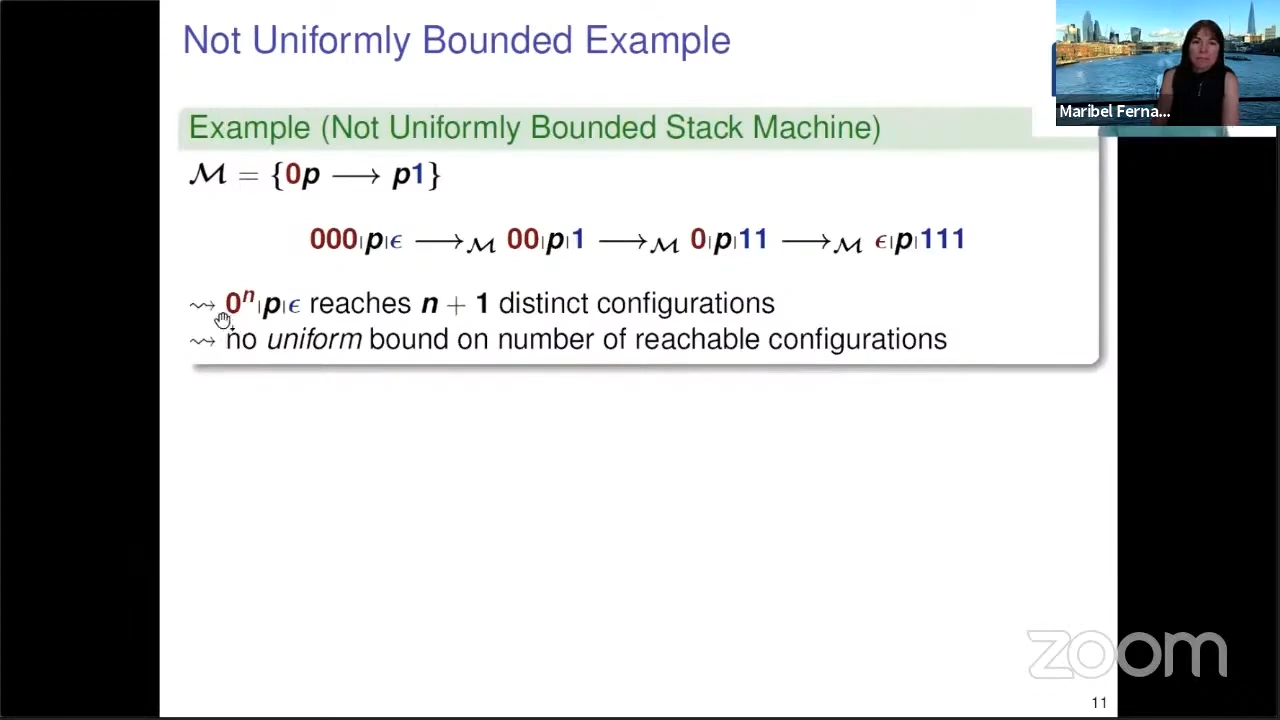 Not Uniformly Bounded Example
Maribel Ferna...
Example (Not Uniformly Bounded Stack Machine)
ℳ = {0p ⟶ p1}
000|p|ϵ ⟶ℳ 00|p|1 ⟶ℳ 0|p|11 ⟶ℳ ϵ|p|111
⇝ 0ⁿ|p|ϵ reaches n + 1 distinct configurations
⇝ no uniform bound on number of reachable configurations
zoom
11